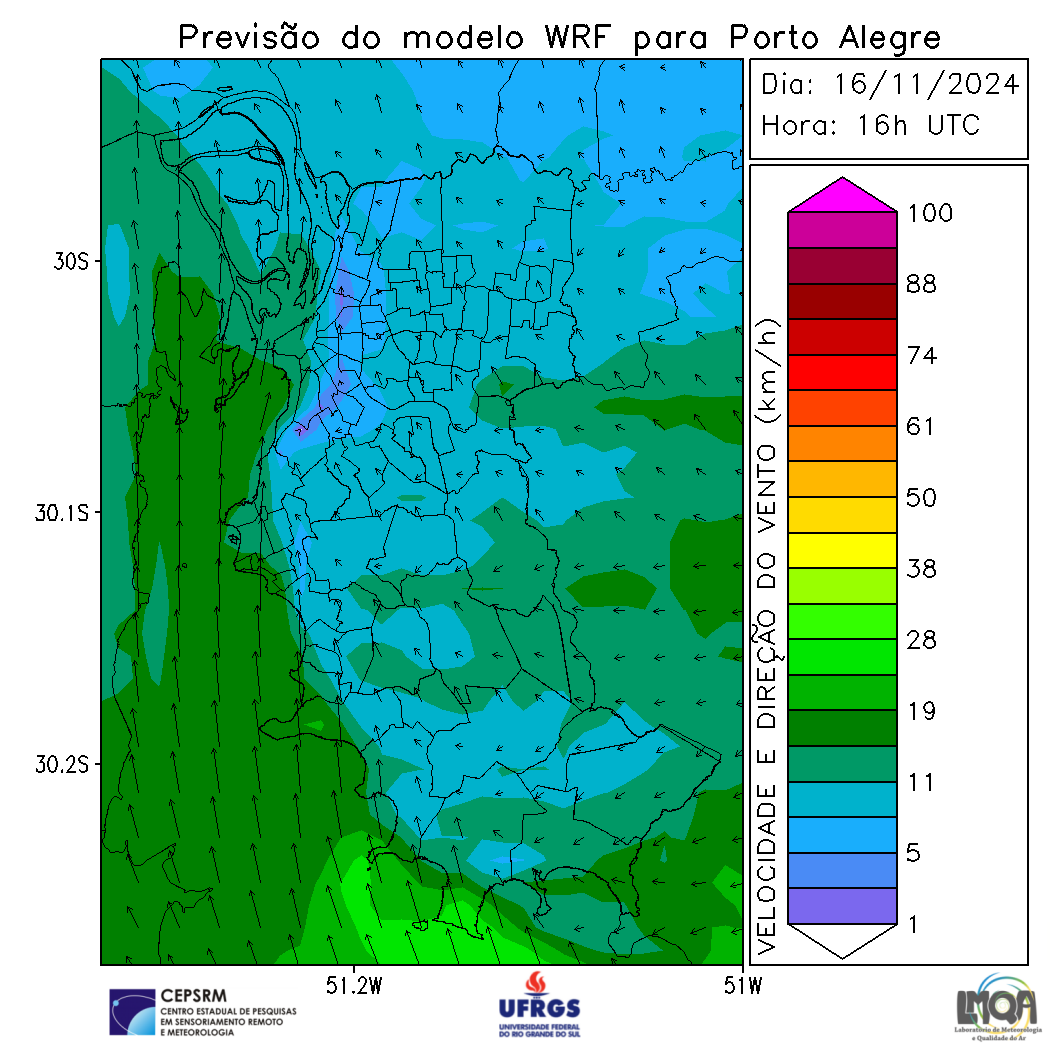 Previsão do modelo WRF para Porto Alegre
Dia: 16/11/2024
Hora: 16h UTC
30S
30.1S
30.2S
51.2W
51W
VELOCIDADE E DIREÇÃO DO VENTO (km/h)
100
88
74
61
50
38
28
19
11
5
1
CEPSRM
CENTRO ESTADUAL DE PESQUISAS
EM SENSORIAMENTO REMOTO
E METEOROLOGIA
UFRGS
UNIVERSIDADE FEDERAL
DO RIO GRANDE DO SUL
LMQA
Laboratório de Meteorologia
e Qualidade do Ar